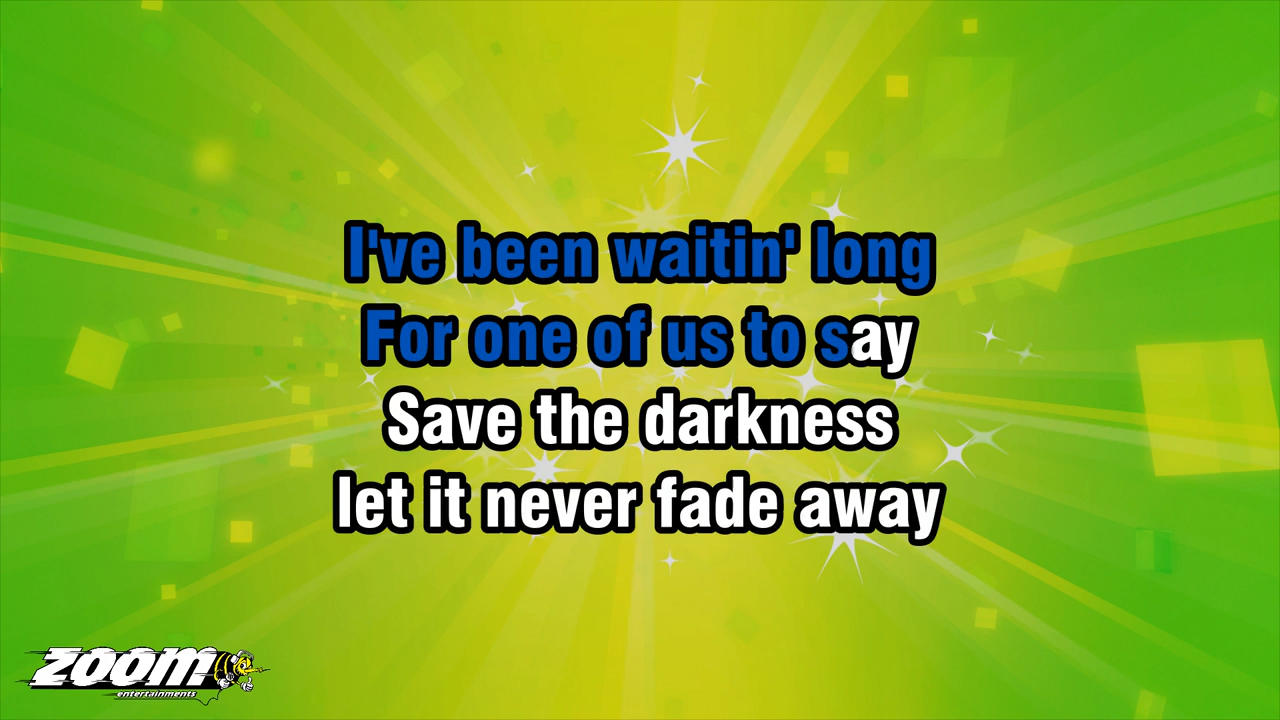 I've been waitin' long
For one of us to say
Save the darkness
let it never fade away
ZOOM
entertainments